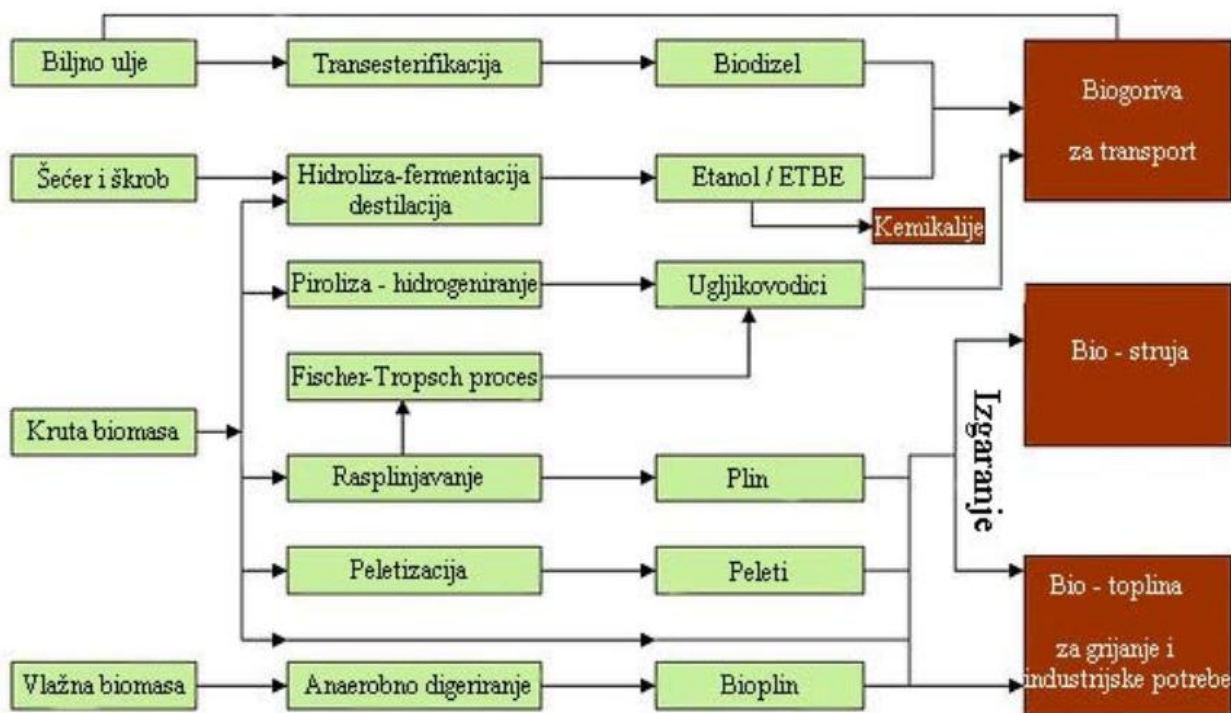 Biljno ulje
Transesterifikacija
Biodizel
Biogoriva
za transport
Šećer i škrob
Hidroliza-fermentacija
destilacija
Etanol / ETBE
Kemikalije
Piroliza - hidrogeniranje
Ugljikovodici
Bio - struja
Fischer-Tropsch proces
Kruta biomasa
Izgaranje
Rasplinjavanje
Plin
Peletizacija
Peleti
Bio - toplina
za grijanje i
industrijske potrebe
Vlažna biomasa
Anaerobno digeriranje
Bioplin